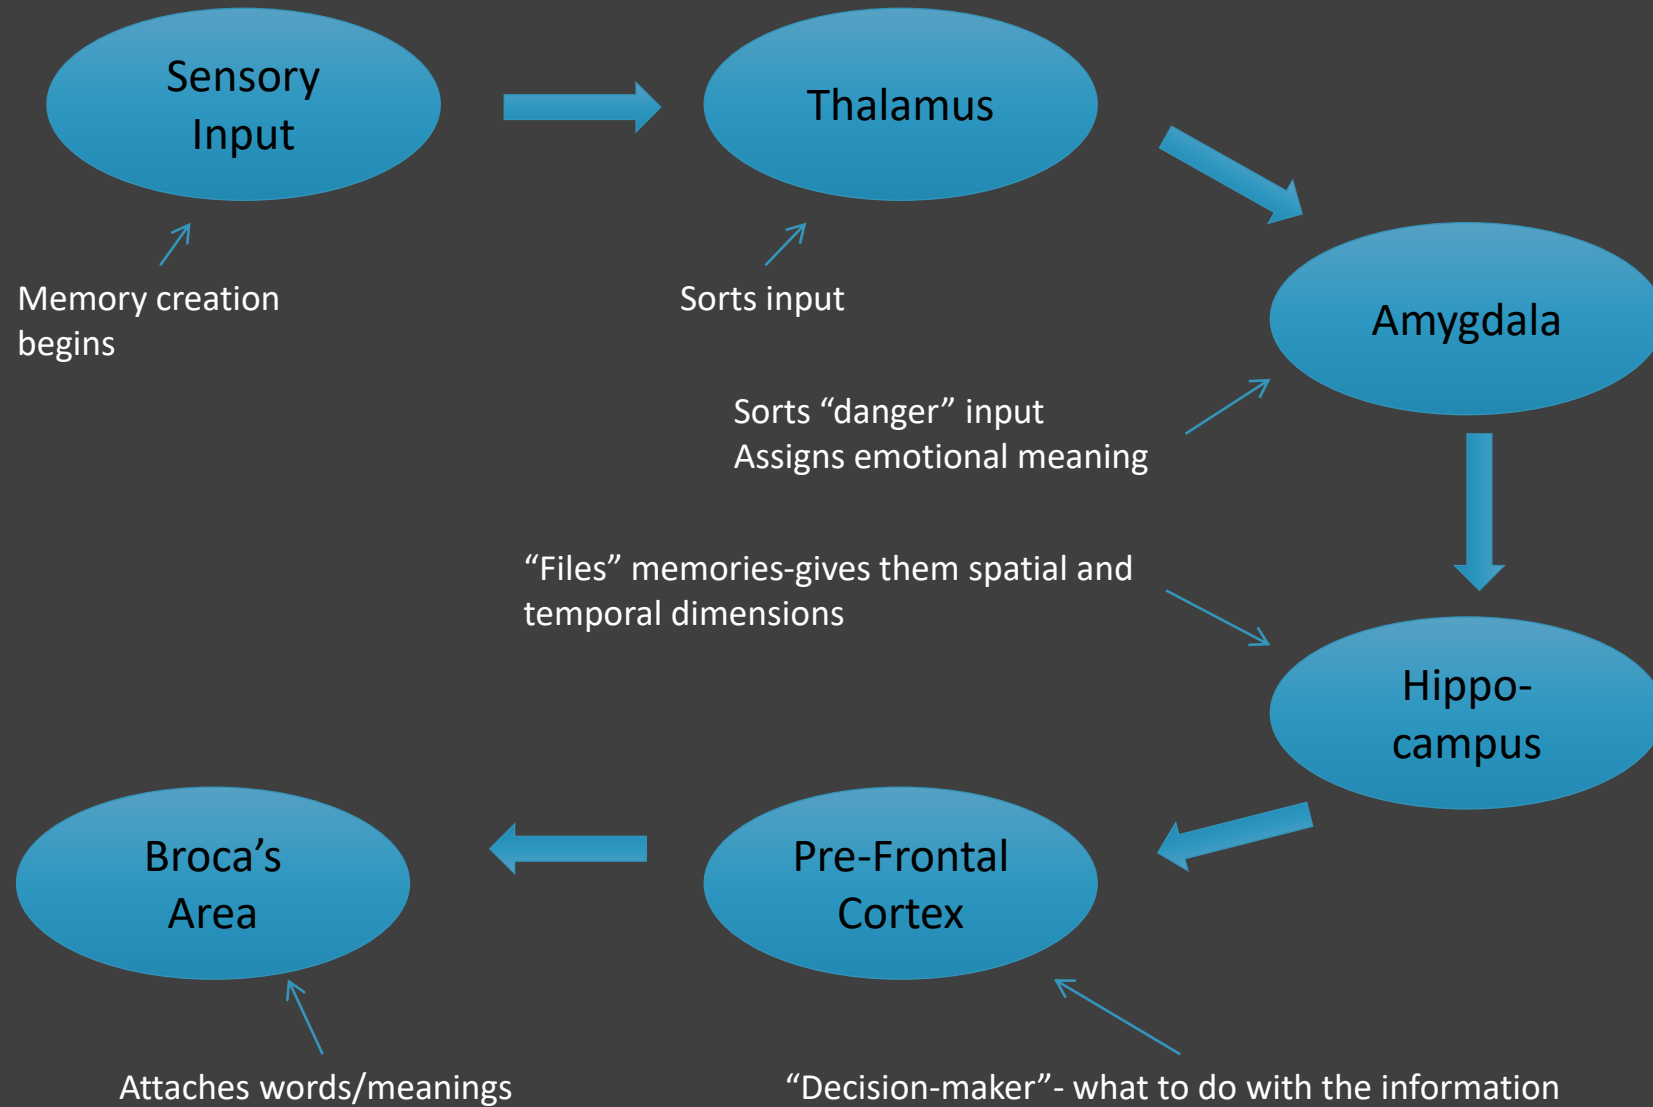 Sensory
Input
Thalamus
Memory creation
begins
Sorts input
Amygdala
Sorts “danger” input
Assigns emotional meaning
“Files” memories-gives them spatial and
temporal dimensions
Hippo-
campus
Pre-Frontal
Cortex
Broca’s
Area
Attaches words/meanings
“Decision-maker”- what to do with the information